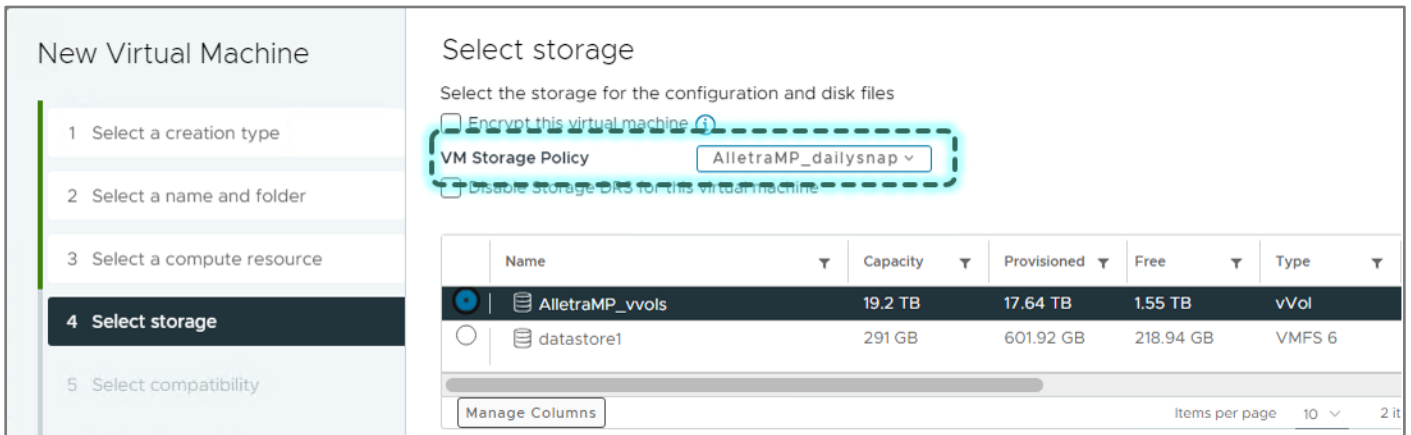 New Virtual Machine
1 Select a creation type
2 Select a name and folder
3 Select a compute resource
4 Select storage
5 Select compatibility
Select storage
Select the storage for the configuration and disk files
Encrypt this virtual machine
VM Storage Policy AlletraMP_dailysnap
Disable Storage DRS for this virtual machine
Name Capacity Provisioned Free Type
AlletraMP_vvols 19.2 TB 17.64 TB 1.55 TB vVol
datastore1 291 GB 601.92 GB 218.94 GB VMFS 6
Manage Columns Items per page 10 2 it